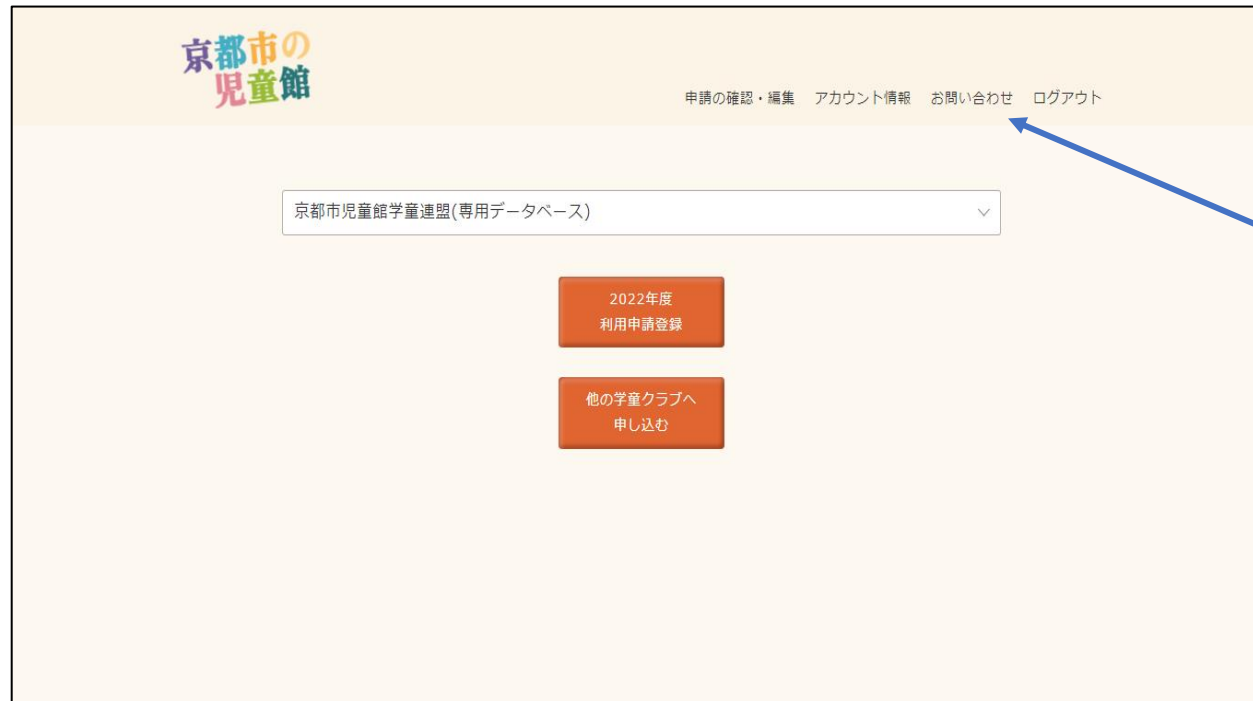 京都市の
児童館
申請の確認・編集 アカウント情報 お問い合わせ ログアウト
京都市児童館学童連盟(専用データベース)
2022年度
利用申請登録
他の学童クラブへ
申し込む